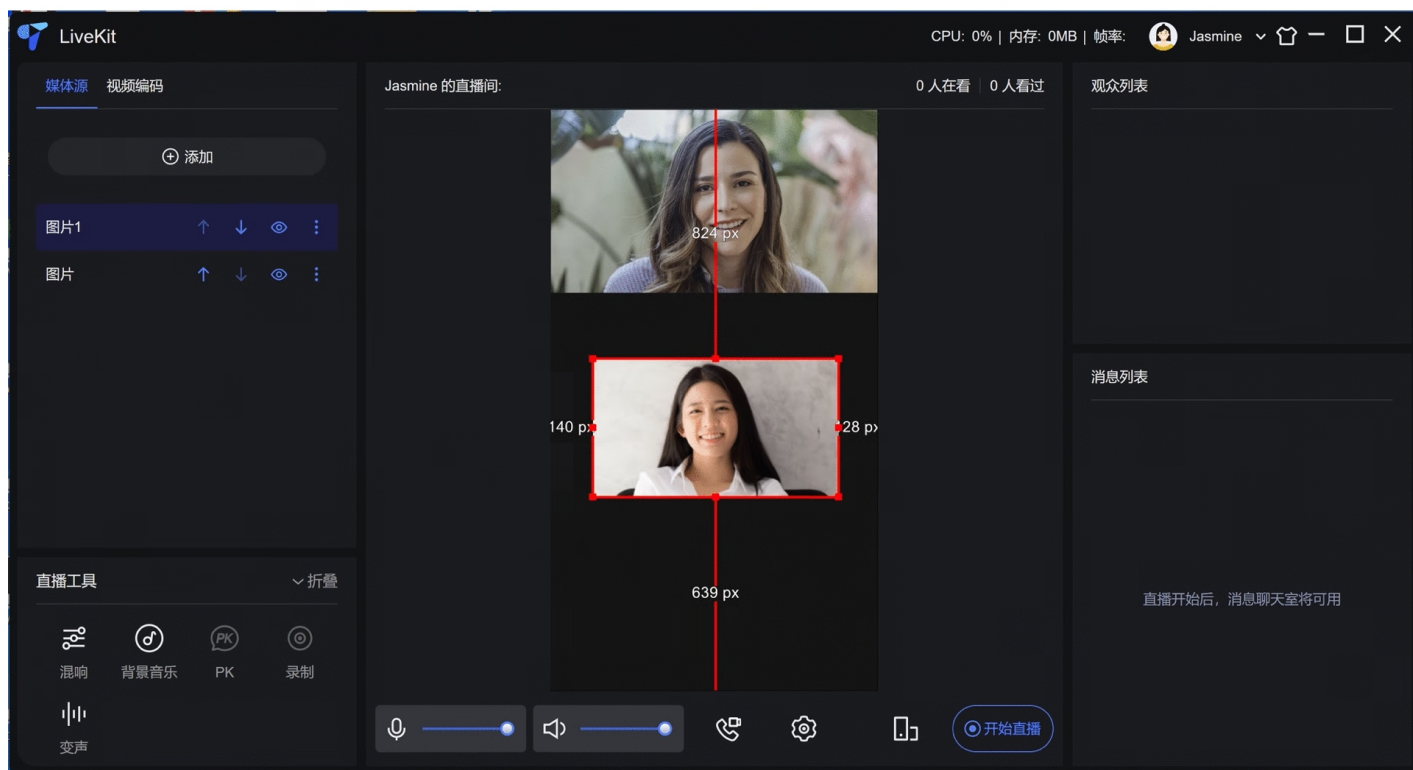 LiveKit
CPU: 0% | 内存: 0MB | 帧率:
Jasmine
媒体源 视频编码
添加
图片1
图片
直播工具
折叠
混响 背景音乐 PK 录制
变声
Jasmine 的直播间:
0 人在看 0 人看过
824 px
140 px
28 px
639 px
开始直播
观众列表
消息列表
直播开始后，消息聊天室将可用